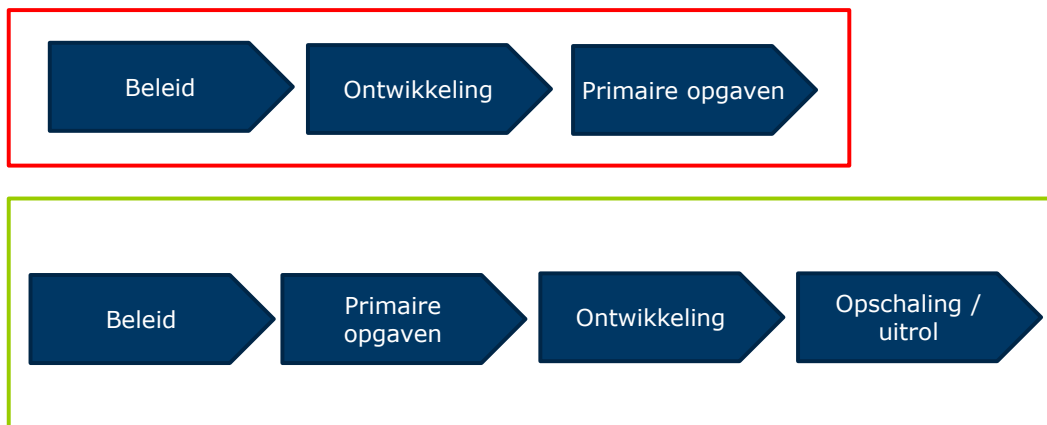 Beleid
Ontwikkeling
Primaire opgaven
Beleid
Primaire
opgaven
Ontwikkeling
Opschaling /
uitrol